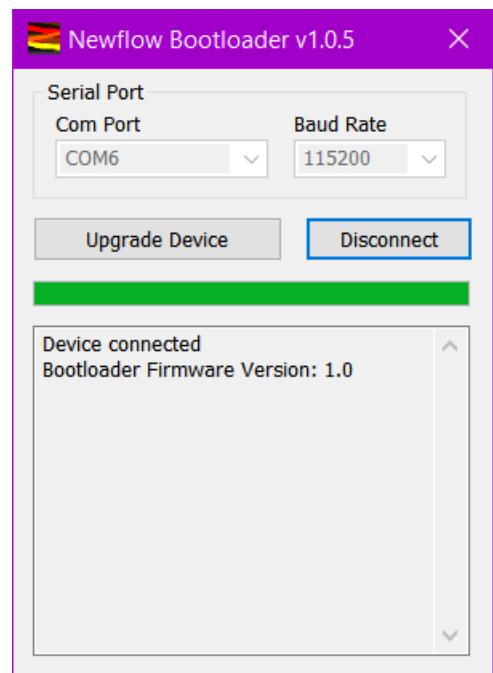 Newflow Bootloader v1.0.5
Serial Port
Com Port Baud Rate
COM6 115200
Upgrade Device Disconnect
Device connected
Bootloader Firmware Version: 1.0